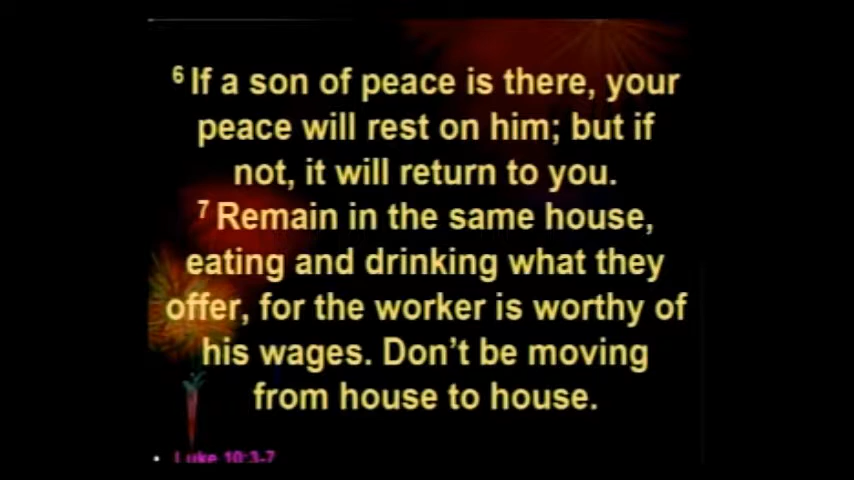 6 If a son of peace is there, your
peace will rest on him; but if
not, it will return to you.
7 Remain in the same house,
eating and drinking what they
offer, for the worker is worthy of
his wages. Don't be moving
from house to house.
• Luke 10:3-7